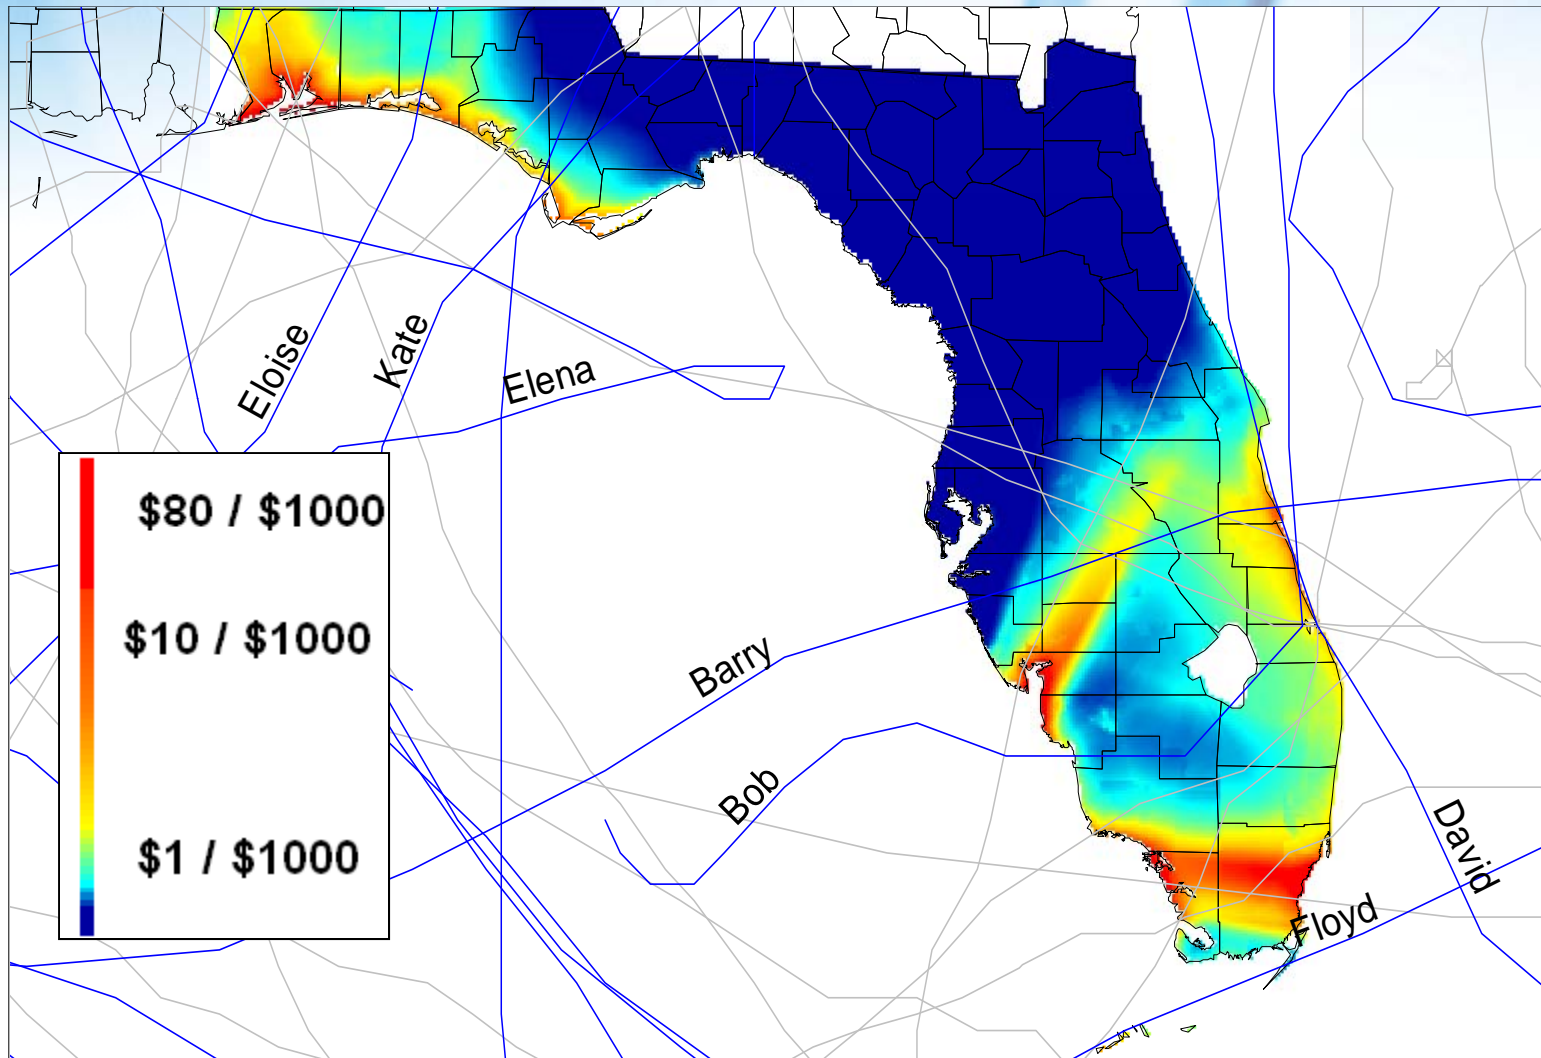 Eloise
Kate
Elena
$80 / $1000
$10 / $1000
$1 / $1000
Barry
Bob
David
Floyd